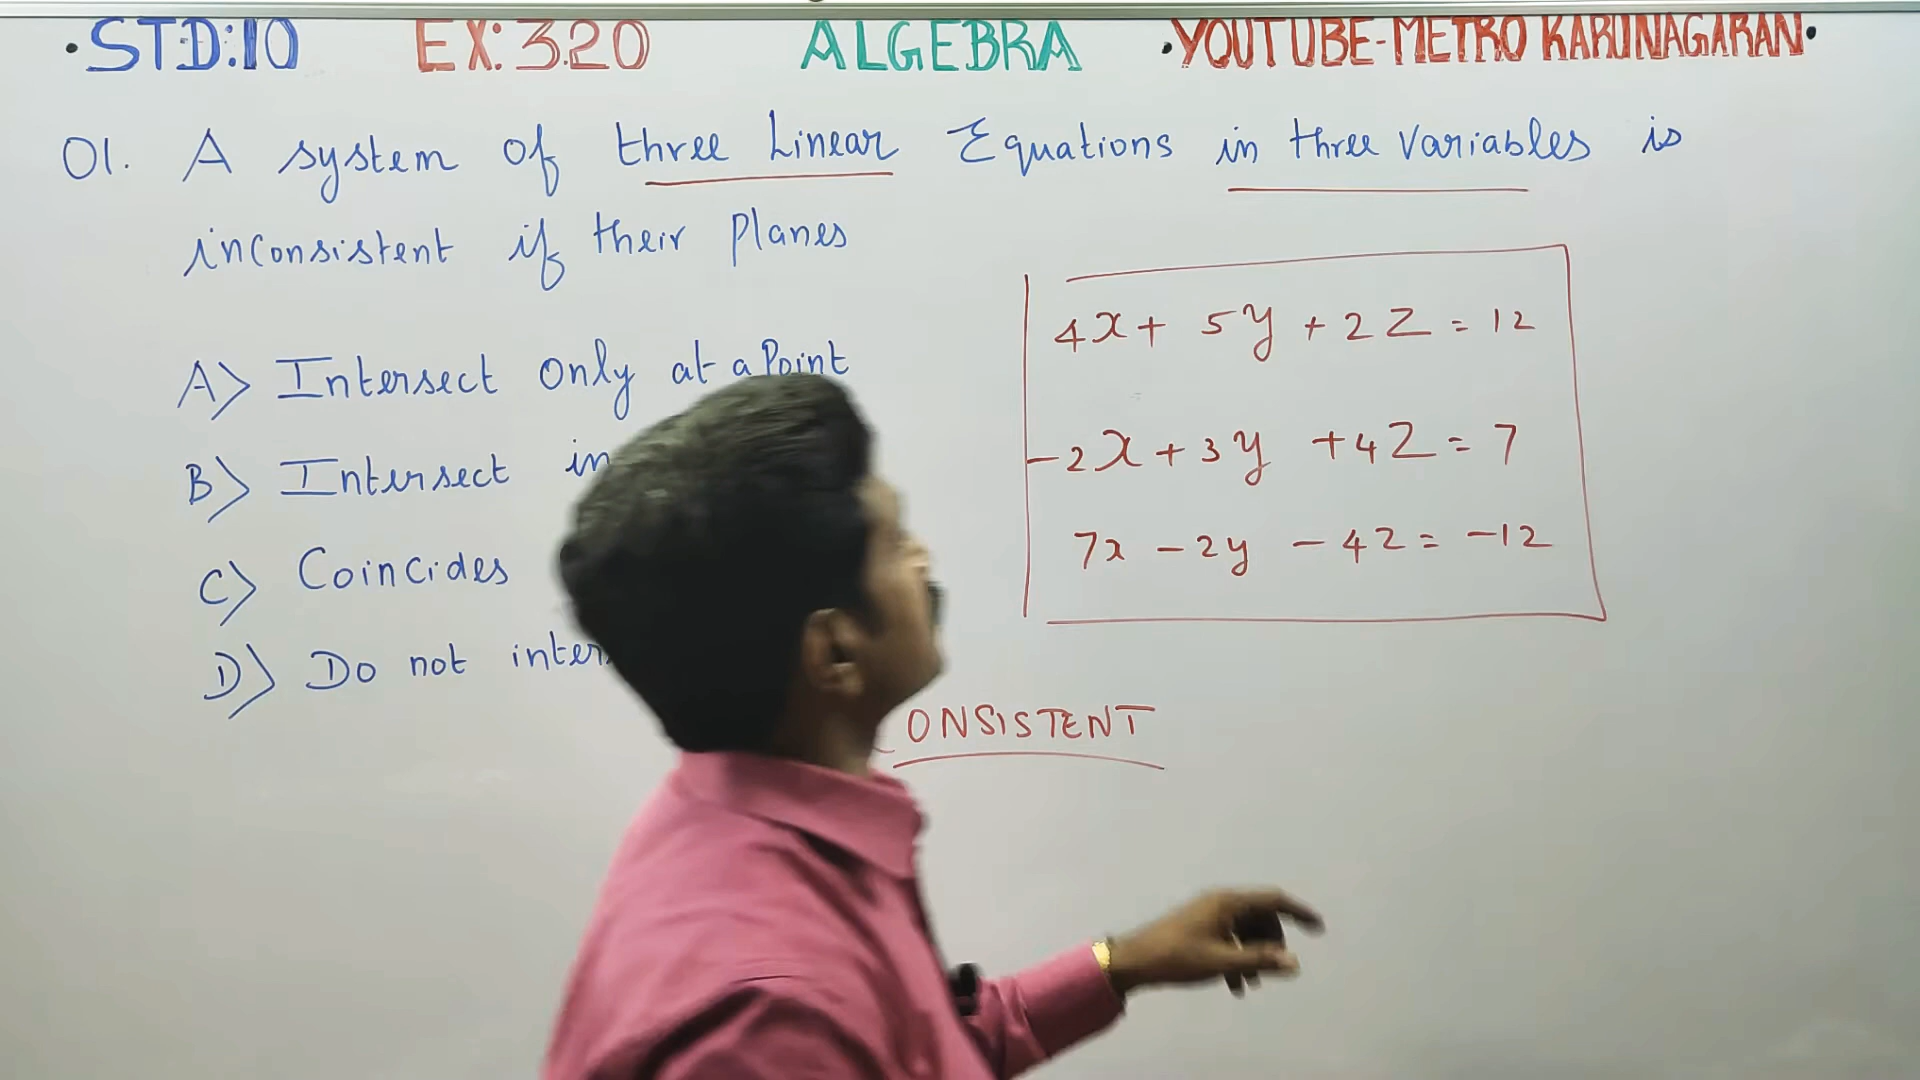 •STD:10 EX:3.20 ALGEBRA •YOUTUBE-METRO KARUNAGARAN•
01. A system of three Linear Equations in three variables is
inconsistent if their planes
A) Intersect only at a Point
B) Intersect in
C) Coincides
D) Do not
4x + 5y + 2z = 12
-2x + 3y + 4z = 7
7x - 2y - 4z = -12
CONSISTENT